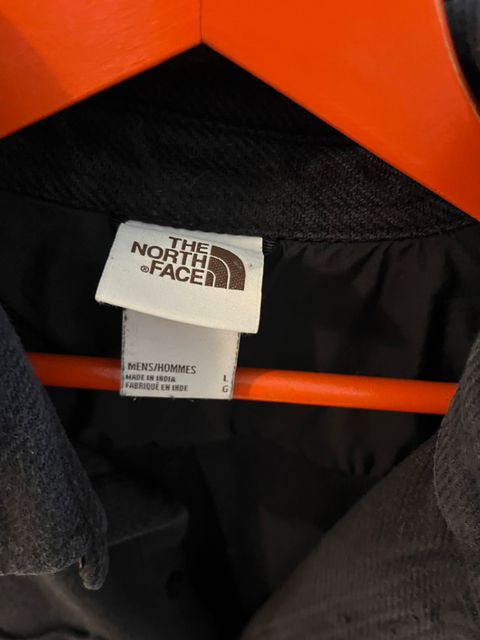 THE
NORTH
®FACE
MENS/HOMMES
MADE IN INDIA L
FABRIQUÉ EN INDE G